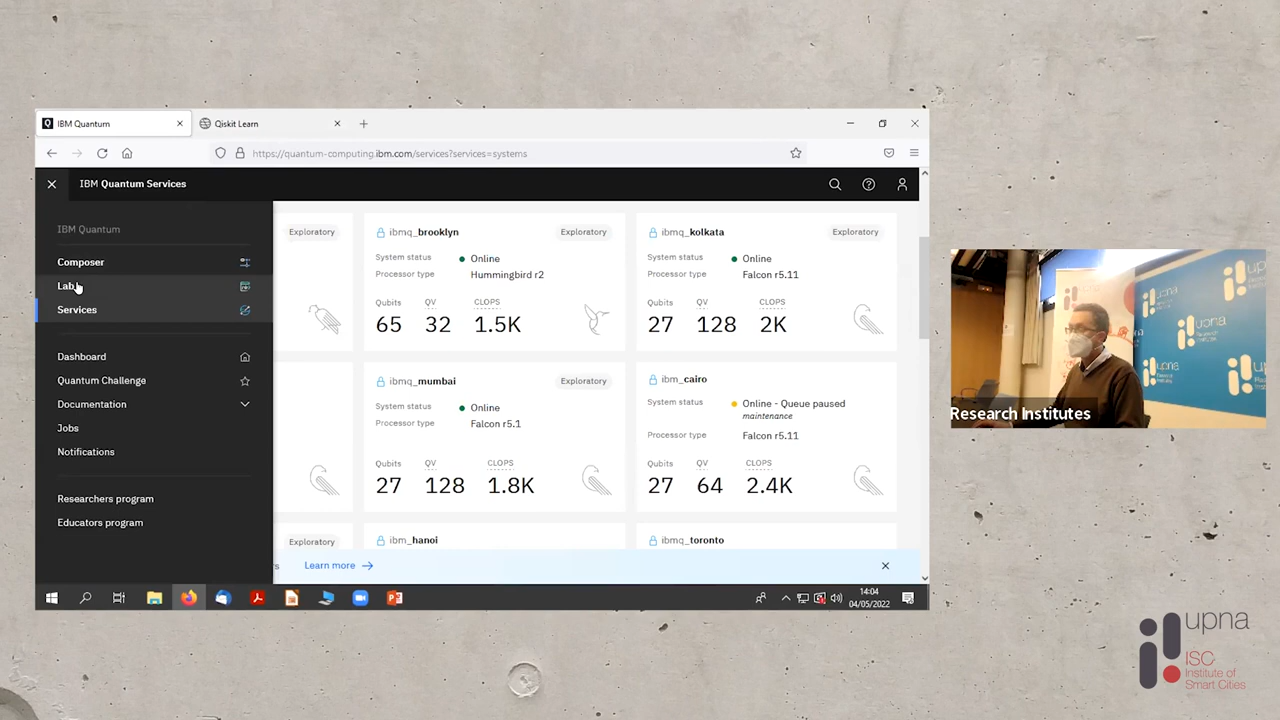 IBM Quantum
Qiskit Learn
https://quantum-computing.ibm.com/services?services=systems
IBM Quantum Services
IBM Quantum
Composer
Lab
Services
Dashboard
Quantum Challenge
Documentation
Jobs
Notifications
Researchers program
Educators program
Exploratory
ibmq_brooklyn
Exploratory
System status
Online
Processor type
Hummingbird r2
Qubits QV CLOPS
65 32 1.5K
ibmq_kolkata
Exploratory
System status
Online
Processor type
Falcon r5.11
Qubits QV CLOPS
27 128 2K
ibmq_mumbai
Exploratory
System status
Online
Processor type
Falcon r5.1
Qubits QV CLOPS
27 128 1.8K
ibm_cairo
System status
Online - Queue paused
maintenance
Processor type
Falcon r5.11
Qubits QV CLOPS
27 64 2.4K
Exploratory
ibm_hanoi
ibmq_toronto
rs
Learn more
14:04
04/05/2022
upna
upna
upna
upna
Research Institutes
upna
ISC
Institute of
Smart Cities